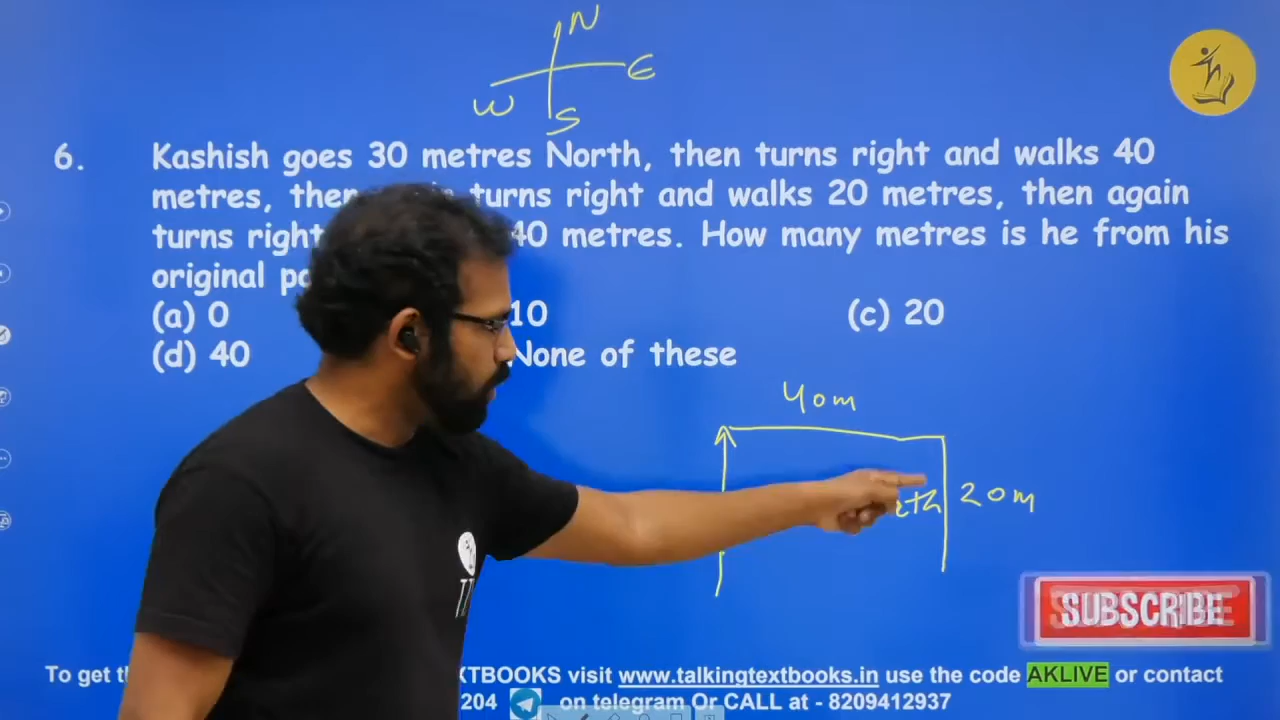 N
E
W
S
6. Kashish goes 30 metres North, then turns right and walks 40
metres, then turns right and walks 20 metres, then again
turns right 40 metres. How many metres is he from his
original
(a) 0 10 (c) 20
(d) 40 None of these
40m
20m
SUBSCRIBE
To get XTBOOKS visit www.talkingtextbooks.in use the code AKLIVE or contact
204 on telegram Or CALL at - 8209412937